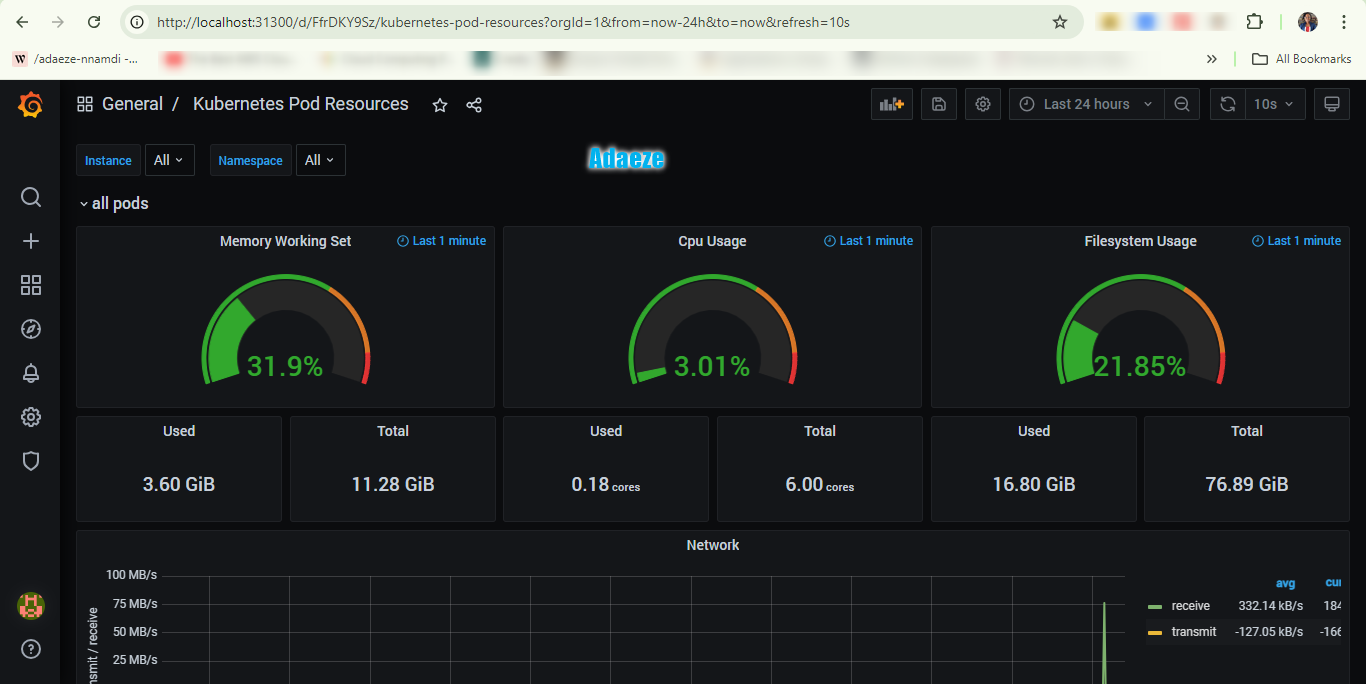 http://localhost:31300/d/FfrDKY9Sz/kubernetes-pod-resources?orgId=1&from=now-24h&to=now&refresh=10s
W /adaeze-nnamdi -...
All Bookmarks
General / Kubernetes Pod Resources
Last 24 hours
10s
Instance All Namespace All
Adaeze
all pods
Memory Working Set Last 1 minute
31.9%
Cpu Usage Last 1 minute
3.01%
Filesystem Usage Last 1 minute
21.85%
Used
3.60 GiB
Total
11.28 GiB
Used
0.18 cores
Total
6.00 cores
Used
16.80 GiB
Total
76.89 GiB
Network
100 MB/s
75 MB/s
50 MB/s
25 MB/s
nsmit / receive
avg cur
receive 332.14 kB/s 184
transmit -127.05 kB/s -166